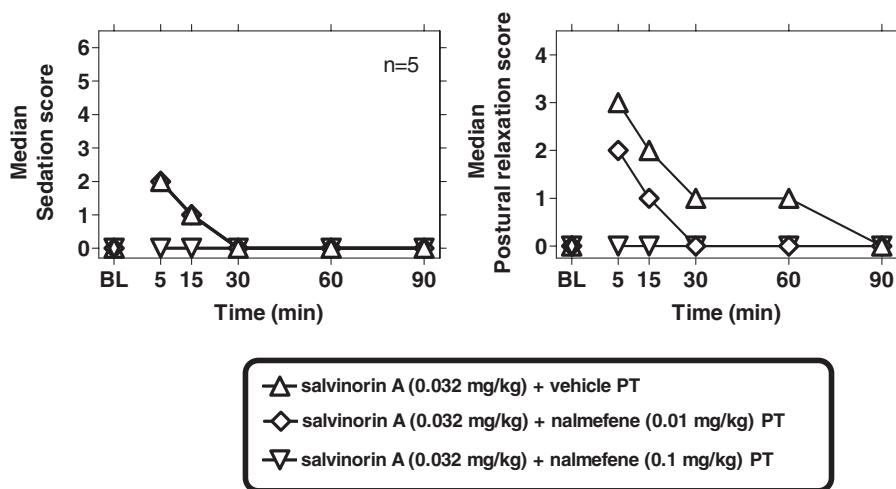 Median
Sedation score
6
5
4
3
2
1
0
n=5
BL 5 15 30 60 90
Time (min)
Median
Postural relaxation score
4
3
2
1
0
BL 5 15 30 60 90
Time (min)
salvinorin A (0.032 mg/kg) + vehicle PT
salvinorin A (0.032 mg/kg) + nalmefene (0.01 mg/kg) PT
salvinorin A (0.032 mg/kg) + nalmefene (0.1 mg/kg) PT